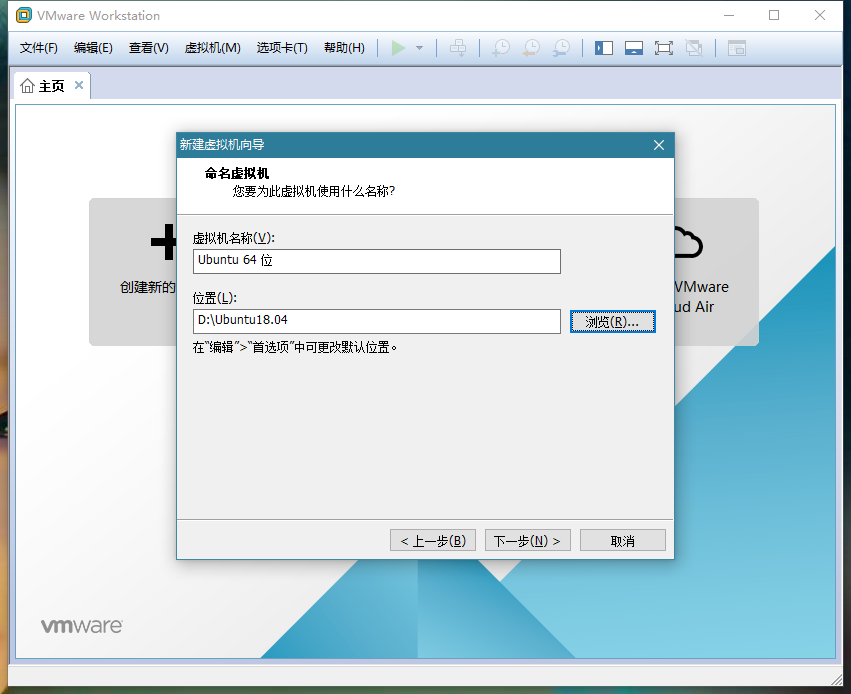 VMware Workstation
文件(F) 编辑(E) 查看(V) 虚拟机(M) 选项卡(T) 帮助(H)
主页
新建虚拟机向导
命名虚拟机
您要为此虚拟机使用什么名称?
创建新的
虚拟机名称(V):
Ubuntu 64 位
位置(L):
D:\Ubuntu18.04
浏览(R)...
在“编辑”>“首选项”中可更改默认位置。
VMware
ud Air
< 上一步(B) 下一步(N) > 取消
vmware